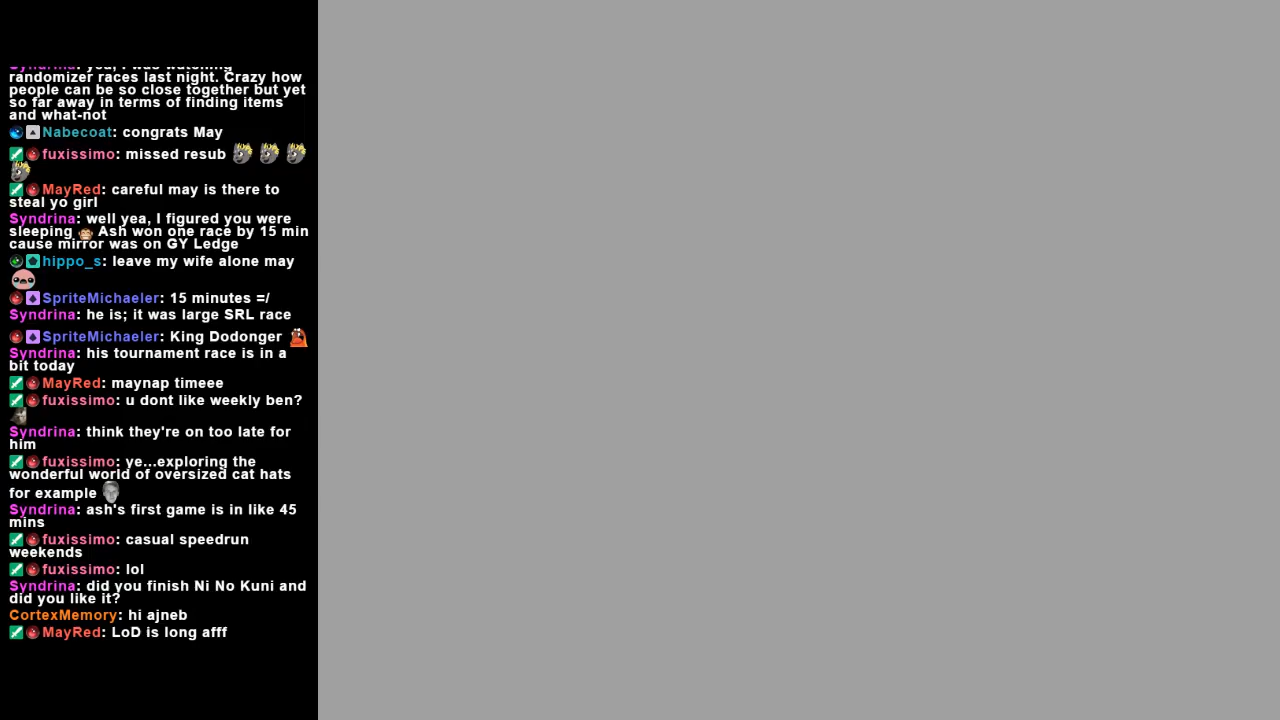 Syndrina: yea, I was watching
randomizer races last night. Crazy how
people can be so close together but yet
so far away in terms of finding items
and what-not
Nabecoat: congrats May
fuxissimo: missed resub
MayRed: careful may is there to
steal yo girl
Syndrina: well yea, I figured you were
sleeping Ash won one race by 15 min
cause mirror was on GY Ledge
hippo_s: leave my wife alone may
SpriteMichaeler: 15 minutes =/
Syndrina: he is; it was large SRL race
SpriteMichaeler: King Dodonger
Syndrina: his tournament race is in a
bit today
MayRed: maynap timeee
fuxissimo: u dont like weekly ben?
Syndrina: think they're on too late for
him
fuxissimo: ye...exploring the
wonderful world of oversized cat hats
for example
Syndrina: ash's first game is in like 45
mins
fuxissimo: casual speedrun
weekends
fuxissimo: lol
Syndrina: did you finish Ni No Kuni and
did you like it?
CortexMemory: hi ajneb
MayRed: LoD is long afff